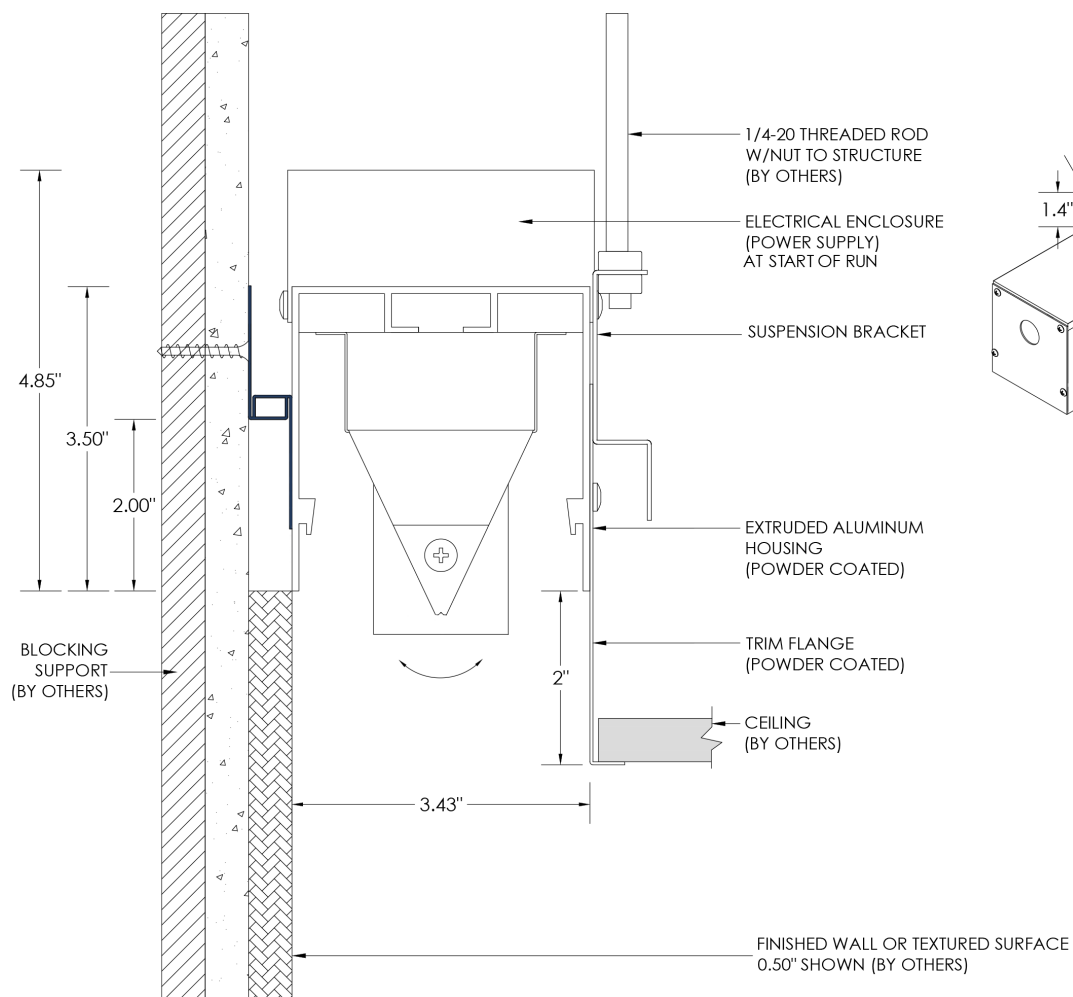 1/4-20 THREADED ROD
W/NUT TO STRUCTURE
(BY OTHERS)
1.4"
ELECTRICAL ENCLOSURE
(POWER SUPPLY)
AT START OF RUN
SUSPENSION BRACKET
4.85"
3.50"
2.00"
EXTRUDED ALUMINUM
HOUSING
(POWDER COATED)
BLOCKING
SUPPORT
(BY OTHERS)
TRIM FLANGE
(POWDER COATED)
2"
CEILING
(BY OTHERS)
3.43"
FINISHED WALL OR TEXTURED SURFACE
0.50" SHOWN (BY OTHERS)